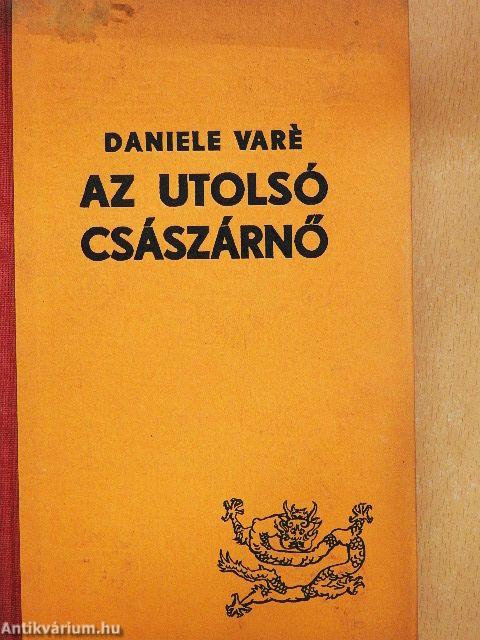 DANIELE VARÈ
AZ UTOLSÓ
CSÁSZÁRNŐ
Antikvárium.hu